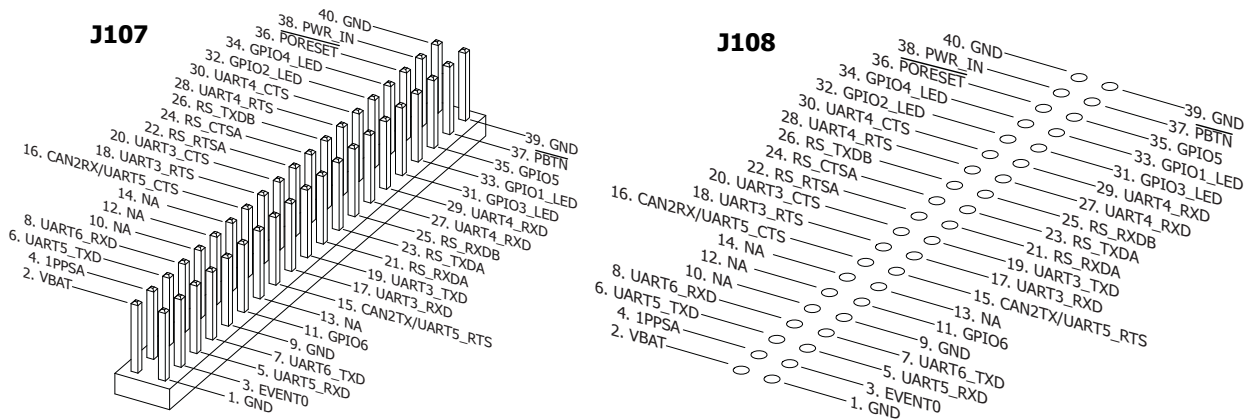 J107
40. GND
38. PWR_IN
36. PORESET
34. GPIO4_LED
32. GPIO2_LED
30. UART4_CTS
28. UART4_RTS
26. RS_TXDB
24. RS_CTSA
22. RS_RTSA
20. UART3_CTS
18. UART3_RTS
16. CAN2RX/UART5_CTS
14. NA
12. NA
10. NA
8. UART6_RXD
6. UART5_TXD
4. 1PPSA
2. VBAT
39. GND
37. PBTN
35. GPIO5
33. GPIO1_LED
31. GPIO3_LED
29. UART4_RXD
27. UART4_RXD
25. RS_RXDB
23. RS_TXDA
21. RS_RXDA
19. UART3_TXD
17. UART3_RXD
15. CAN2TX/UART5_RTS
13. NA
11. GPIO6
9. GND
7. UART6_TXD
5. UART5_RXD
3. EVENT0
1. GND
J108
40. GND
38. PWR_IN
36. PORESET
34. GPIO4_LED
32. GPIO2_LED
30. UART4_CTS
28. UART4_RTS
26. RS_TXDB
24. RS_CTSA
22. RS_RTSA
20. UART3_CTS
18. UART3_RTS
16. CAN2RX/UART5_CTS
14. NA
12. NA
10. NA
8. UART6_RXD
6. UART5_TXD
4. 1PPSA
2. VBAT
39. GND
37. PBTN
35. GPIO5
33. GPIO1_LED
31. GPIO3_LED
29. UART4_RXD
27. UART4_RXD
25. RS_RXDB
23. RS_TXDA
21. RS_RXDA
19. UART3_TXD
17. UART3_RXD
15. CAN2TX/UART5_RTS
13. NA
11. GPIO6
9. GND
7. UART6_TXD
5. UART5_RXD
3. EVENT0
1. GND